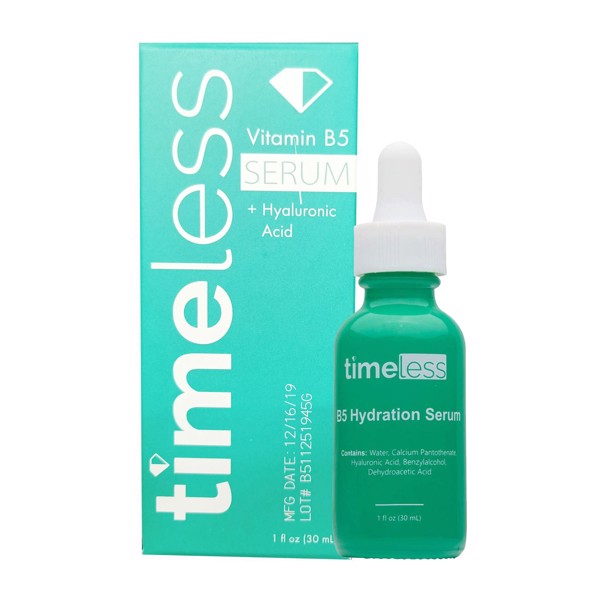 timeless
Vitamin B5
SERUM
+ Hyaluronic
Acid
MFG DATE: 12/16/19
LOT# B511251945G
1 fl oz (30 mL
timeless
B5 Hydration Serum
Contains: Water, Calcium Pantothenate,
Hyaluronic Acid, Benzylalcohol,
Dehydroacetic Acid
1 fl oz (30 mL)